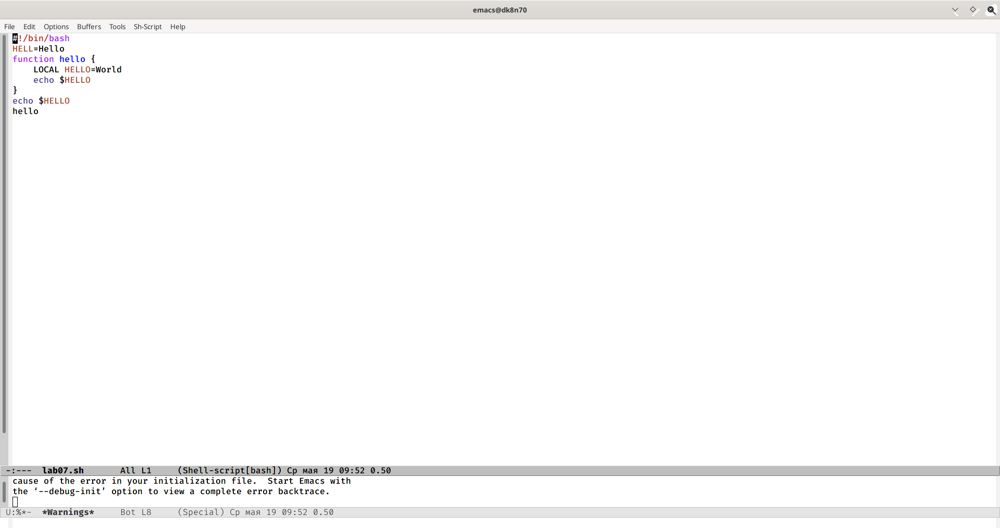 emacs@dk8n70
File Edit Options Buffers Tools Sh-Script Help
#!/bin/bash
HELL=Hello
function hello {
    LOCAL HELLO=World
    echo $HELLO
}
echo $HELLO
hello
-:---  lab07.sh       All L1     (Shell-script[bash]) Ср мая 19 09:52 0.50
cause of the error in your initialization file.  Start Emacs with
the ‘--debug-init’ option to view a complete error backtrace.
U:%*-  *Warnings*     Bot L8     (Special) Ср мая 19 09:52 0.50